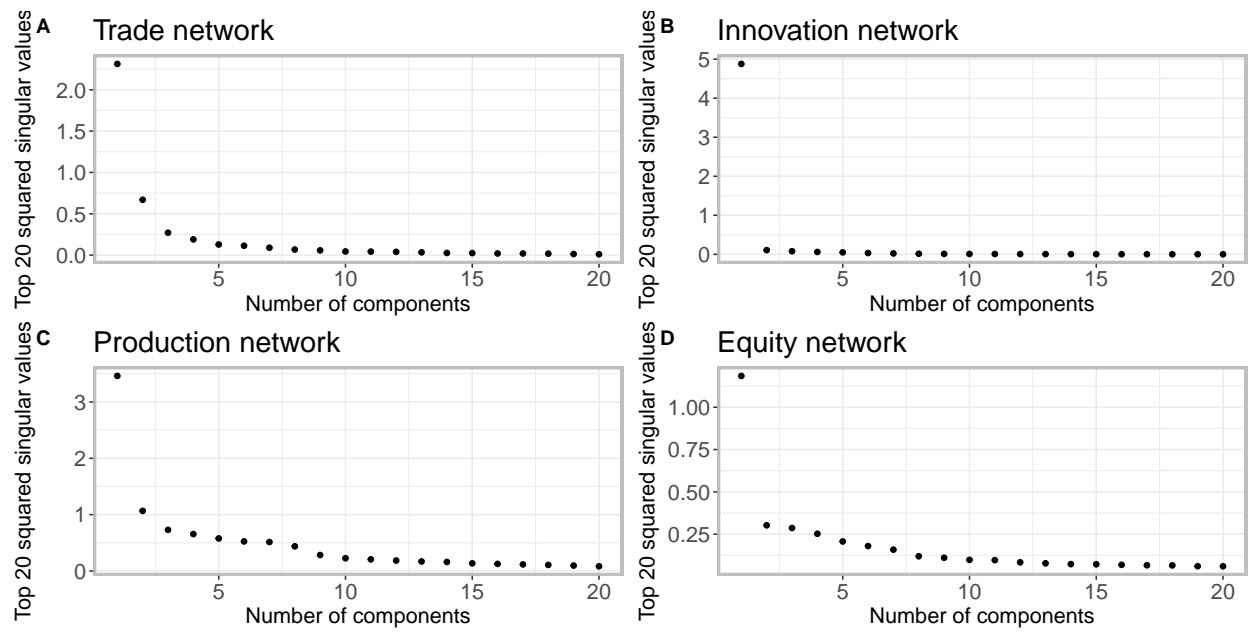 A
Trade network
Top 20 squared singular values
2.0
1.5
1.0
0.5
0.0
5
10
15
20
Number of components
B
Innovation network
Top 20 squared singular values
5
4
3
2
1
0
5
10
15
20
Number of components
C
Production network
Top 20 squared singular values
3
2
1
0
5
10
15
20
Number of components
D
Equity network
Top 20 squared singular values
1.00
0.75
0.50
0.25
5
10
15
20
Number of components